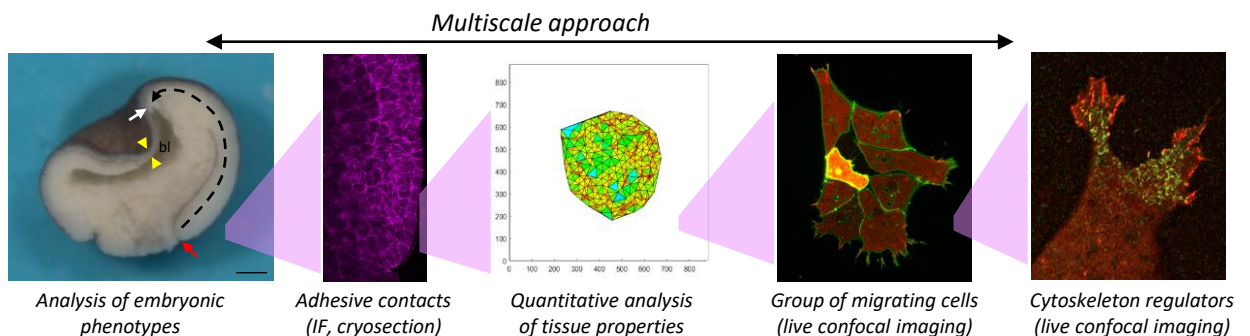 Multiscale approach
bl
800
700
600
500
400
300
200
100
0
0 100 200 300 400 500 600 700 800
Analysis of embryonic
phenotypes
Adhesive contacts
(IF, cryosection)
Quantitative analysis
of tissue properties
Group of migrating cells
(live confocal imaging)
Cytoskeleton regulators
(live confocal imaging)